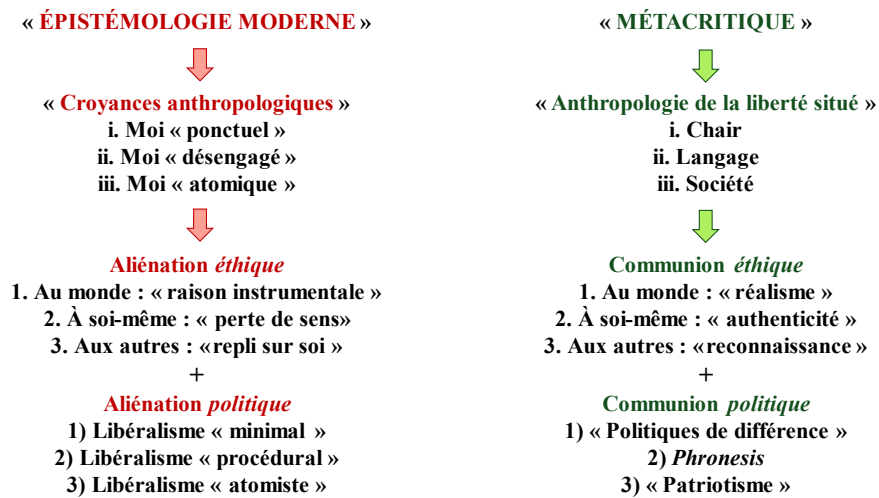 « ÉPISTÉMOLOGIE MODERNE »
« Croyances anthropologiques »
i. Moi « ponctuel »
ii. Moi « désengagé »
iii. Moi « atomique »
Aliénation éthique
1. Au monde : « raison instrumentale »
2. À soi-même : « perte de sens»
3. Aux autres : «repli sur soi »
+
Aliénation politique
1) Libéralisme « minimal »
2) Libéralisme « procédural »
3) Libéralisme « atomiste »
« MÉTACRITIQUE »
« Anthropologie de la liberté situé »
i. Chair
ii. Langage
iii. Société
Communion éthique
1. Au monde : « réalisme »
2. À soi-même : « authenticité »
3. Aux autres : «reconnaissance»
+
Communion politique
1) « Politiques de différence »
2) Phronesis
3) « Patriotisme »